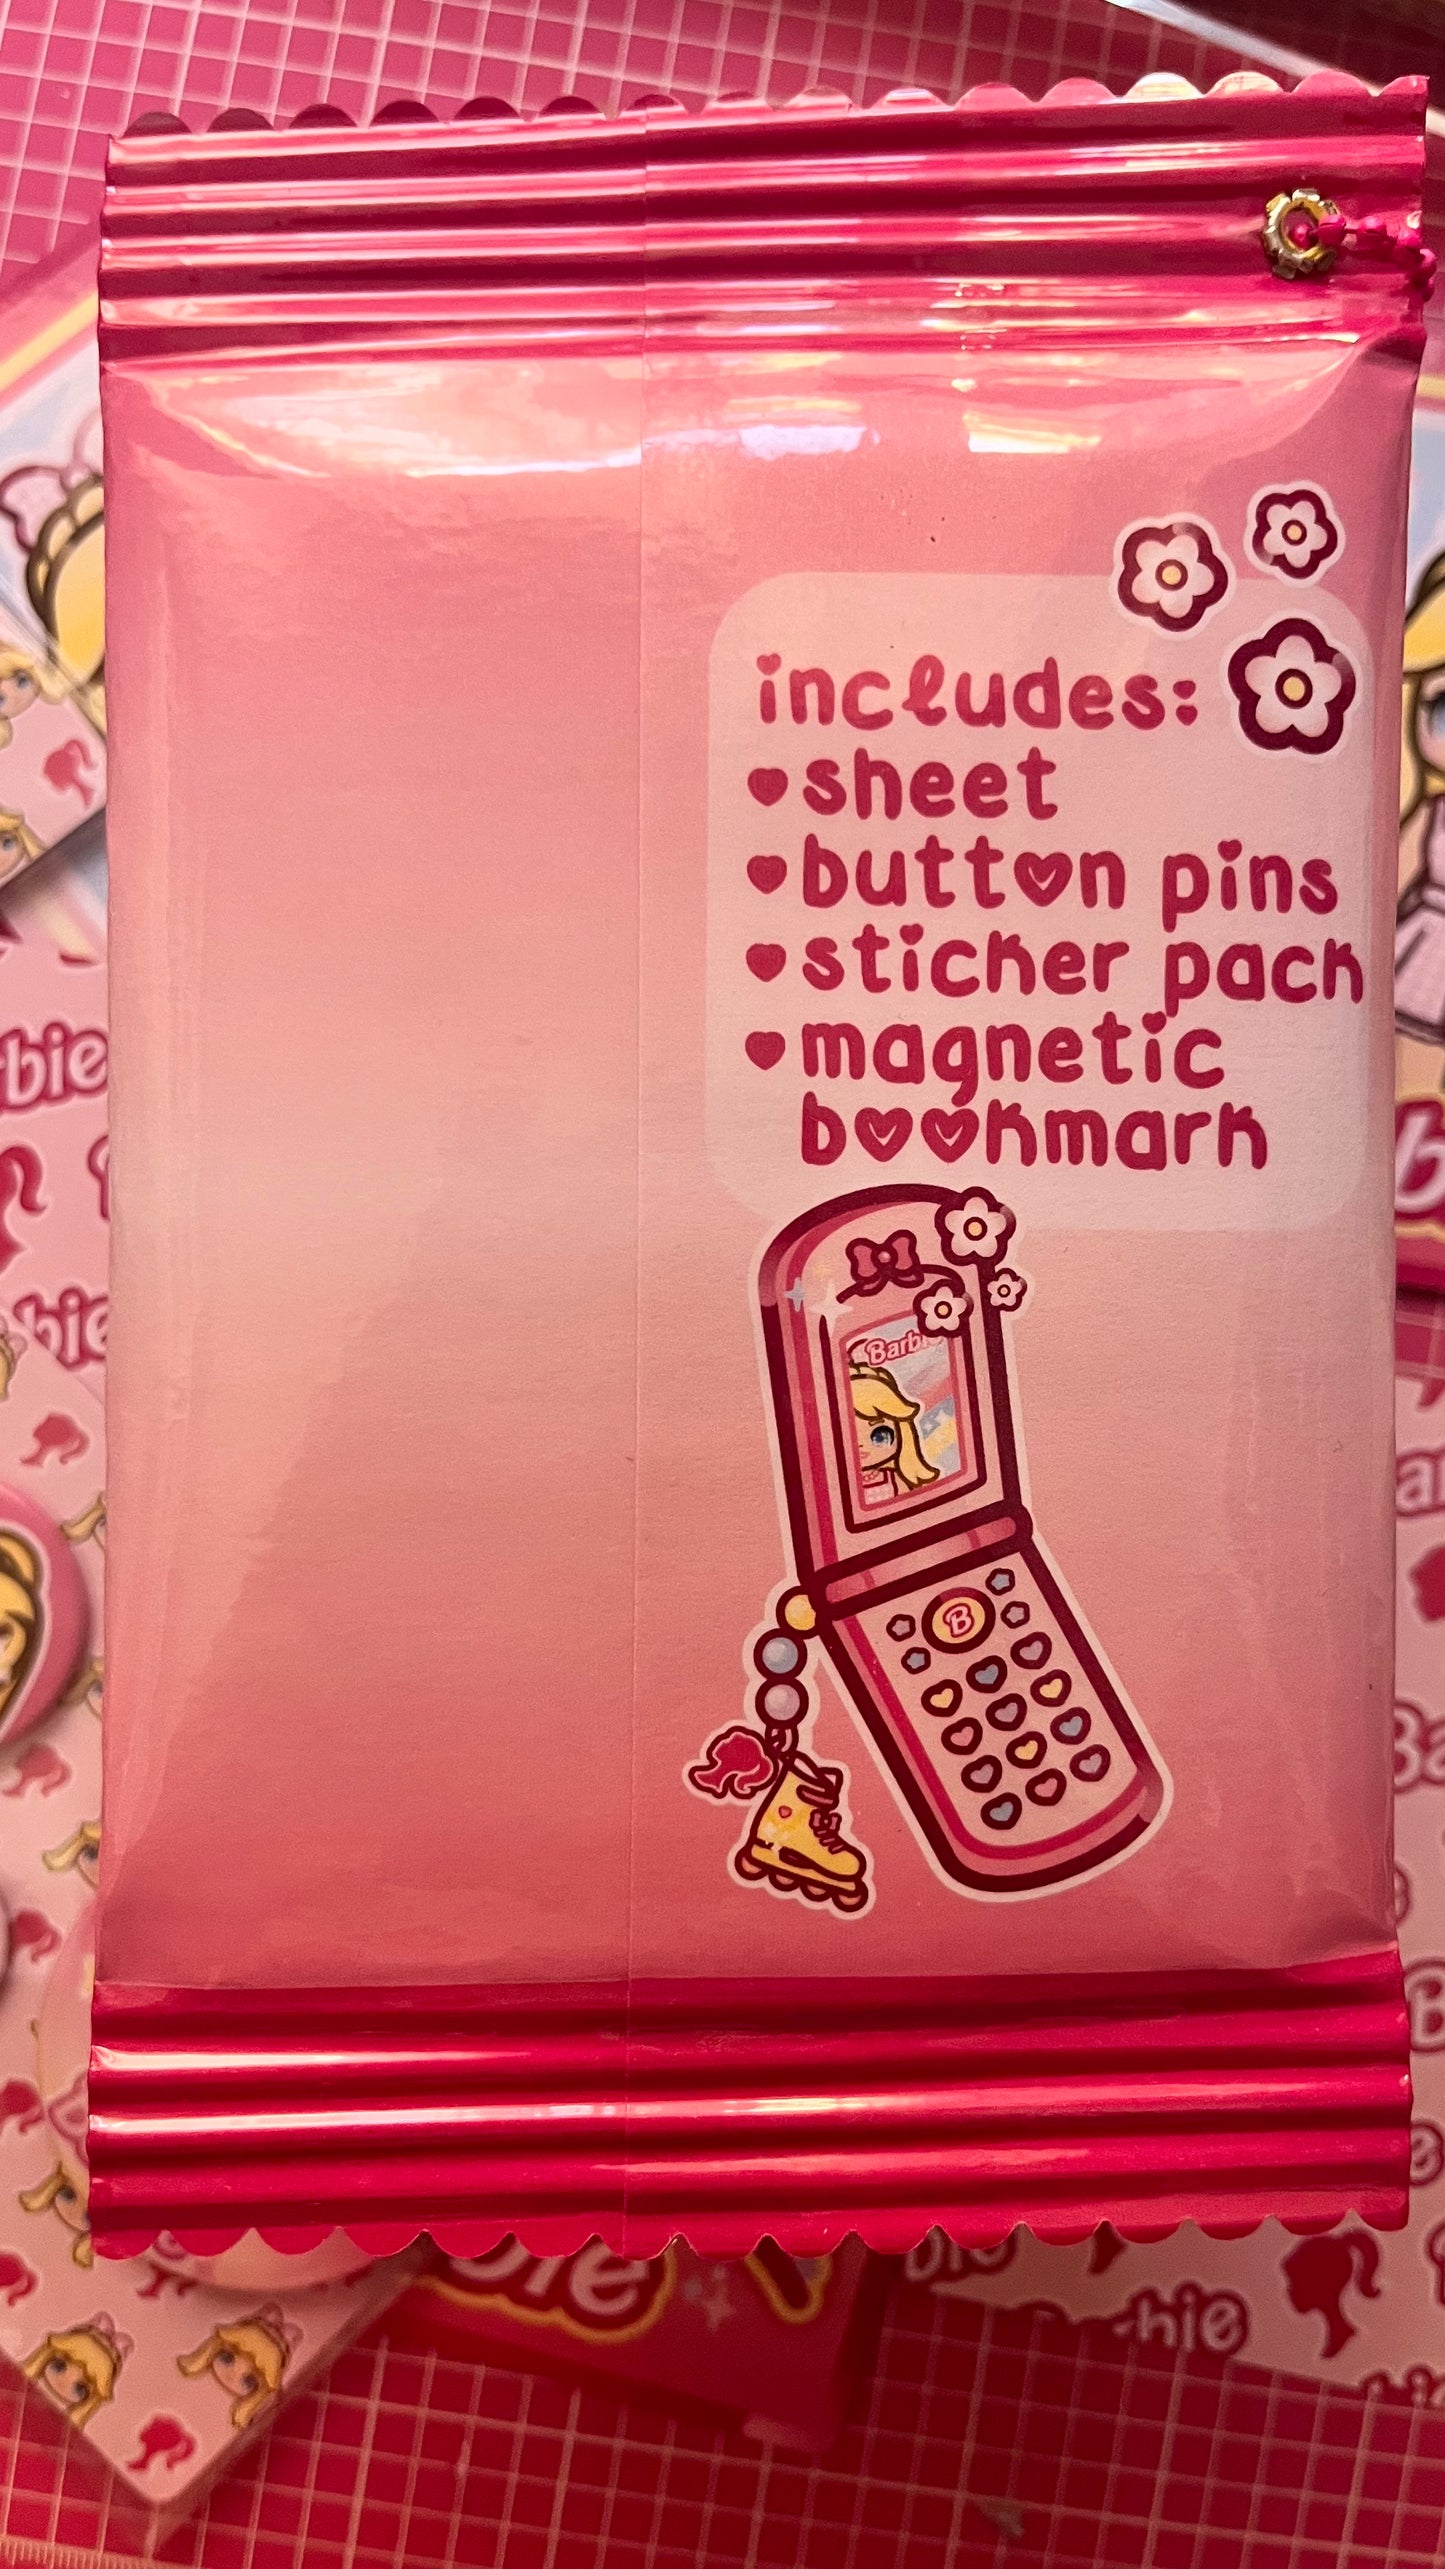 includes:
sheet
button pins
sticker pack
magnetic
bookmark
Barbie
B